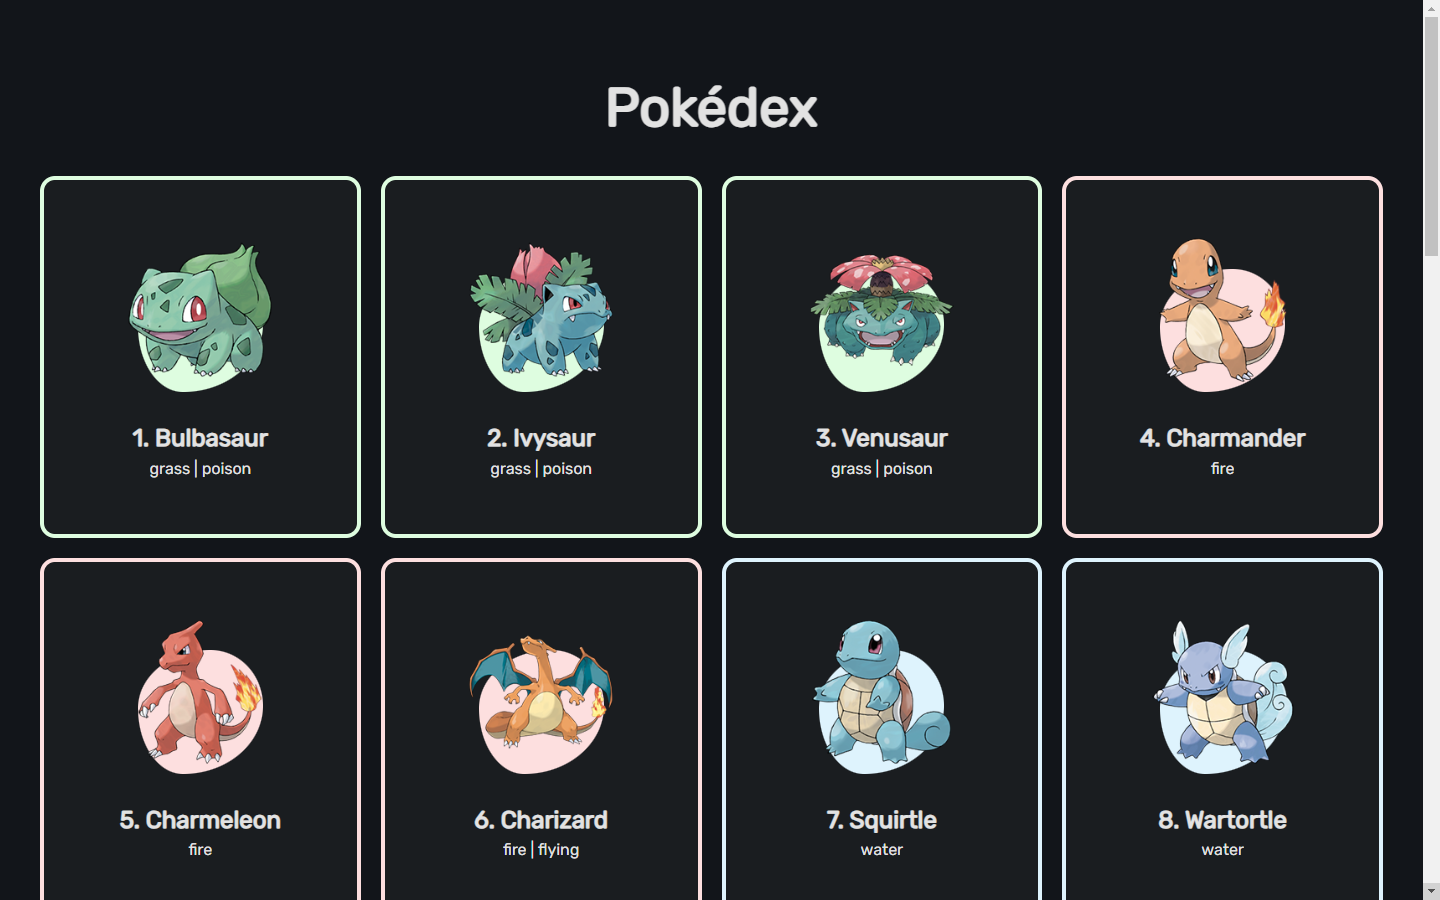 Pokédex
1. Bulbasaur
grass | poison
2. Ivysaur
grass | poison
3. Venusaur
grass | poison
4. Charmander
fire
5. Charmeleon
fire
6. Charizard
fire | flying
7. Squirtle
water
8. Wartortle
water